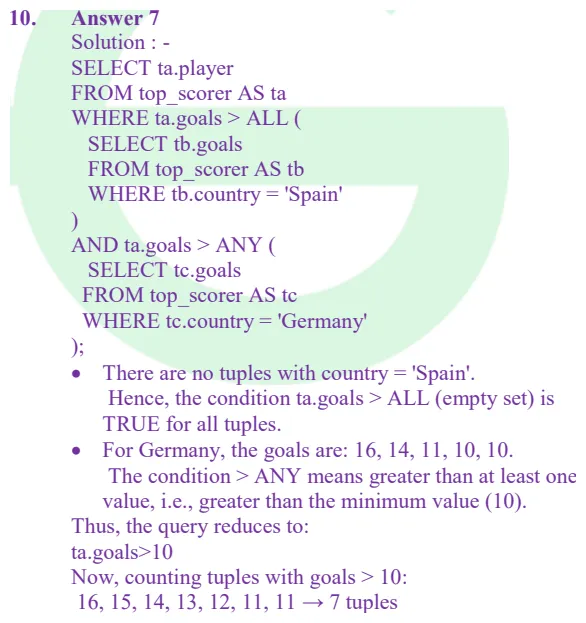 10. Answer 7
Solution : -
SELECT ta.player
FROM top_scorer AS ta
WHERE ta.goals > ALL (
SELECT tb.goals
FROM top_scorer AS tb
WHERE tb.country = 'Spain'
)
AND ta.goals > ANY (
SELECT tc.goals
FROM top_scorer AS tc
WHERE tc.country = 'Germany'
);
• There are no tuples with country = 'Spain'.
Hence, the condition ta.goals > ALL (empty set) is
TRUE for all tuples.
• For Germany, the goals are: 16, 14, 11, 10, 10.
The condition > ANY means greater than at least one
value, i.e., greater than the minimum value (10).
Thus, the query reduces to:
ta.goals>10
Now, counting tuples with goals > 10:
16, 15, 14, 13, 12, 11, 11 → 7 tuples